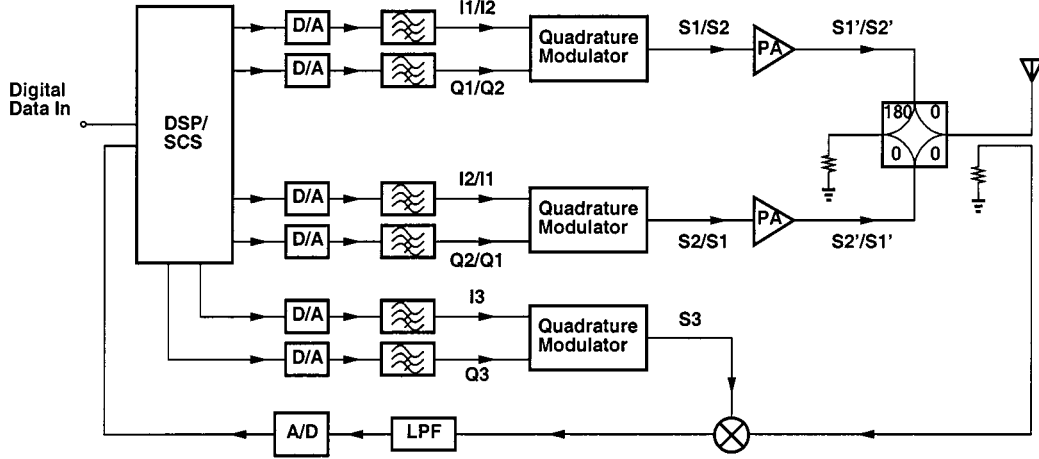 I1/I2
D/A
Quadrature
Modulator
S1/S2
PA
S1'/S2'
D/A
Q1/Q2
Digital
Data In
DSP/
SCS
180 0
0 0
I2/I1
D/A
Quadrature
Modulator
S2/S1
PA
S2'/S1'
D/A
Q2/Q1
I3
D/A
Quadrature
Modulator
S3
D/A
Q3
A/D
LPF